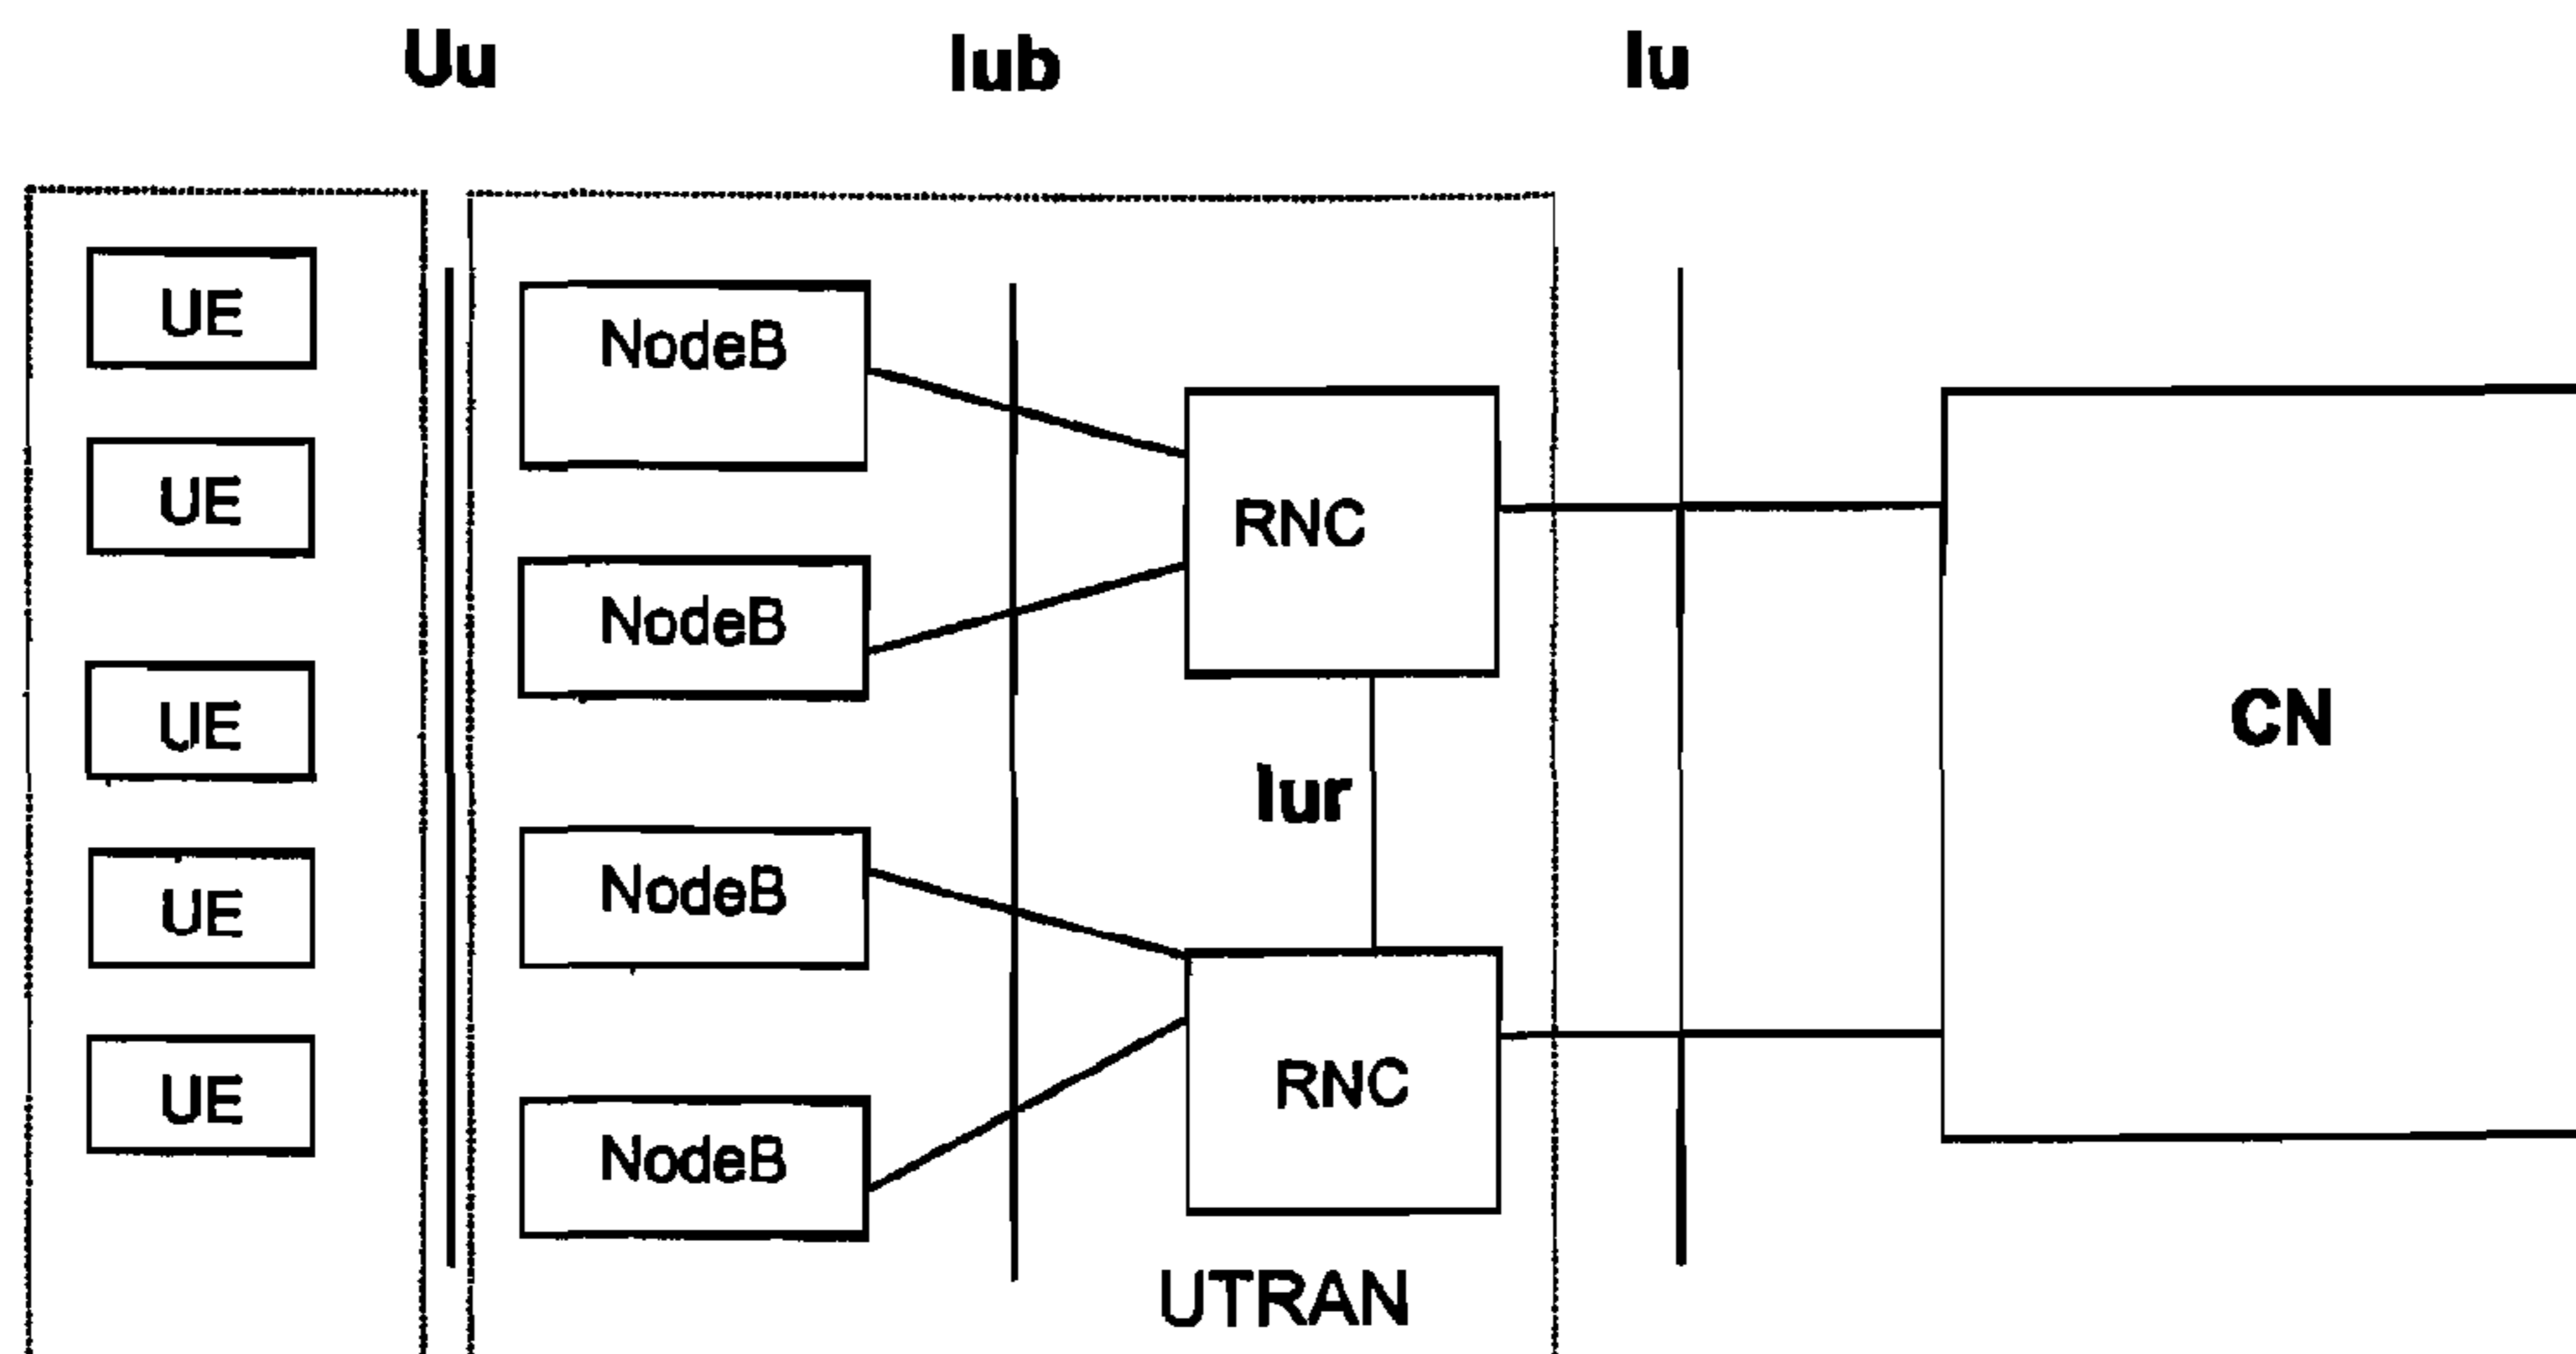 Uu Iub Iu
UE
UE
UE
UE
UE
NodeB
NodeB
NodeB
NodeB
RNC
Iur
RNC
UTRAN
CN